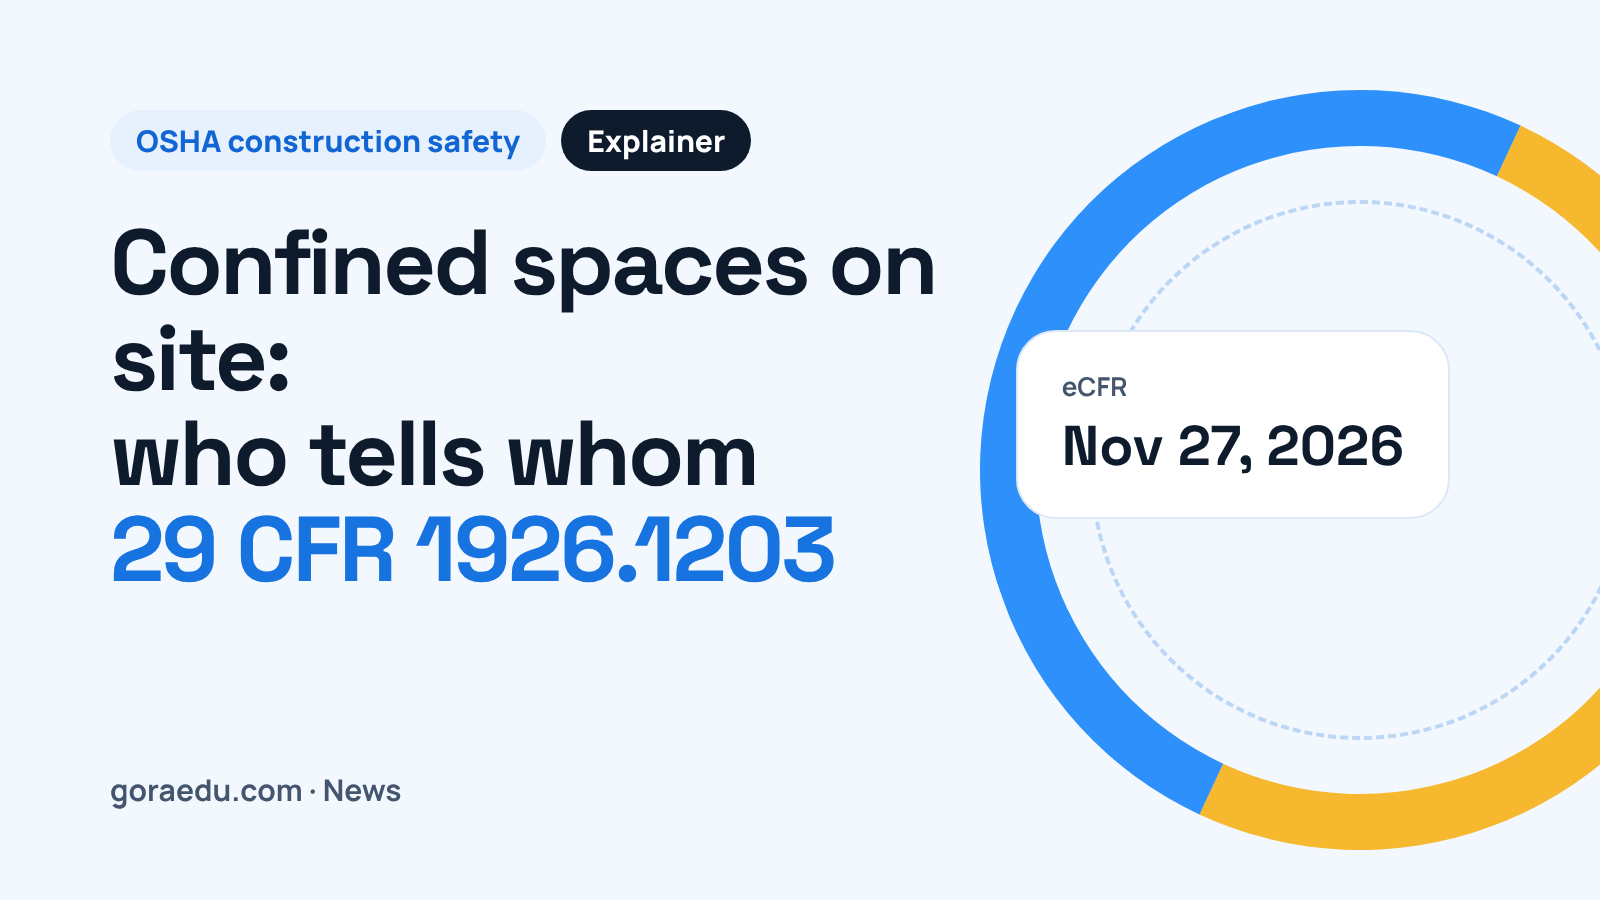 OSHA construction safety
Explainer
Confined spaces on
site:
who tells whom
29 CFR 1926.1203
eCFR
Nov 27, 2026
goraedu.com · News